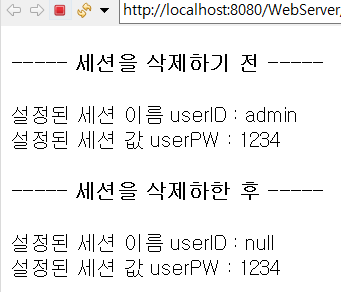 http://localhost:8080/WebServer
----- 세션을 삭제하기 전 -----
설정된 세션 이름 userID : admin
설정된 세션 값 userPW : 1234
----- 세션을 삭제하한 후 -----
설정된 세션 이름 userID : null
설정된 세션 값 userPW : 1234